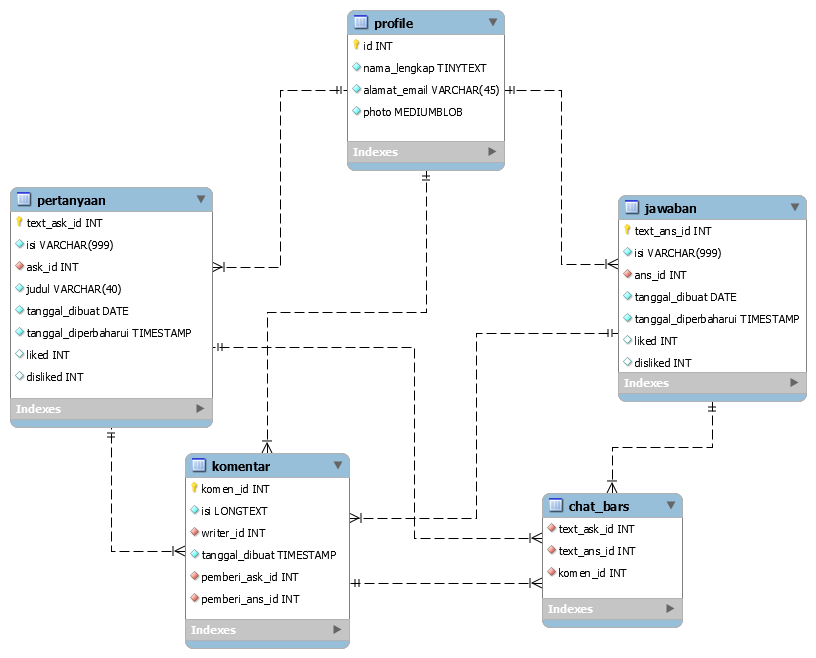 profile
id INT
nama_lengkap TINYTEXT
alamat_email VARCHAR(45)
photo MEDIUMBLOB
Indexes
pertanyaan
text_ask_id INT
isi VARCHAR(999)
ask_id INT
judul VARCHAR(40)
tanggal_dibuat DATE
tanggal_diperbaharui TIMESTAMP
liked INT
disliked INT
Indexes
jawaban
text_ans_id INT
isi VARCHAR(999)
ans_id INT
tanggal_dibuat DATE
tanggal_diperbaharui TIMESTAMP
liked INT
disliked INT
Indexes
komentar
komen_id INT
isi LONGTEXT
writer_id INT
tanggal_dibuat TIMESTAMP
pemberi_ask_id INT
pemberi_ans_id INT
Indexes
chat_bars
text_ask_id INT
text_ans_id INT
komen_id INT
Indexes